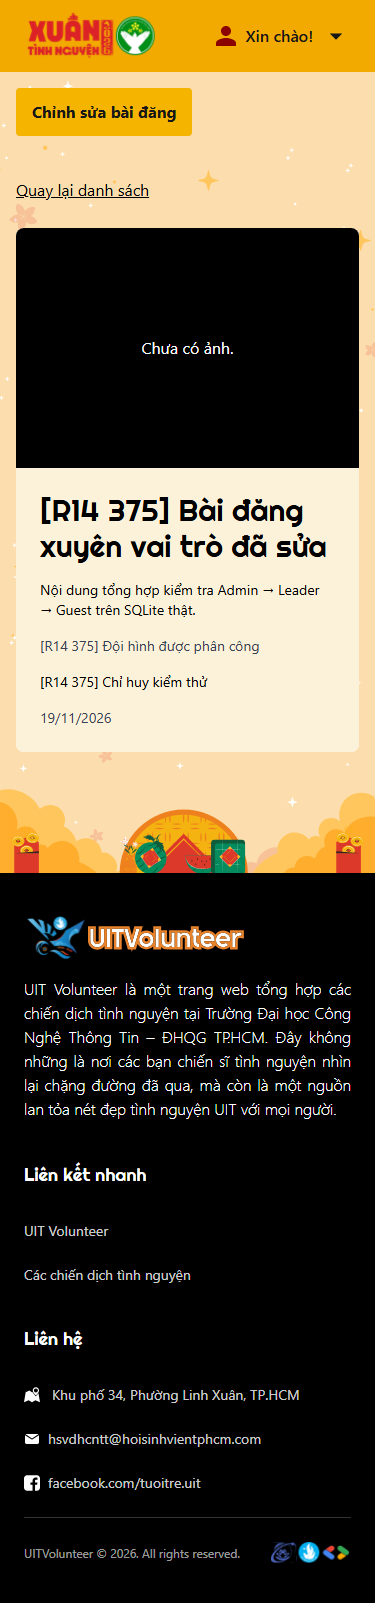 XUÂN
TÌNH NGUYỆN
Xin chào!
Chỉnh sửa bài đăng
Quay lại danh sách
Chưa có ảnh.
[R14 375] Bài đăng
xuyên vai trò đã sửa
Nội dung tổng hợp kiểm tra Admin → Leader
→ Guest trên SQLite thật.
[R14 375] Đội hình được phân công
[R14 375] Chỉ huy kiểm thử
19/11/2026
UITVolunteer
UIT Volunteer là một trang web tổng hợp các
chiến dịch tình nguyện tại Trường Đại học Công
Nghệ Thông Tin – ĐHQG TP.HCM. Đây không
những là nơi các bạn chiến sĩ tình nguyện nhìn
lại chặng đường đã qua, mà còn là một nguồn
lan tỏa nét đẹp tình nguyện UIT với mọi người.
Liên kết nhanh
UIT Volunteer
Các chiến dịch tình nguyện
Liên hệ
Khu phố 34, Phường Linh Xuân, TP.HCM
hsvdhcntt@hoisinhvientphcm.com
facebook.com/tuoitre.uit
UITVolunteer © 2026. All rights reserved.